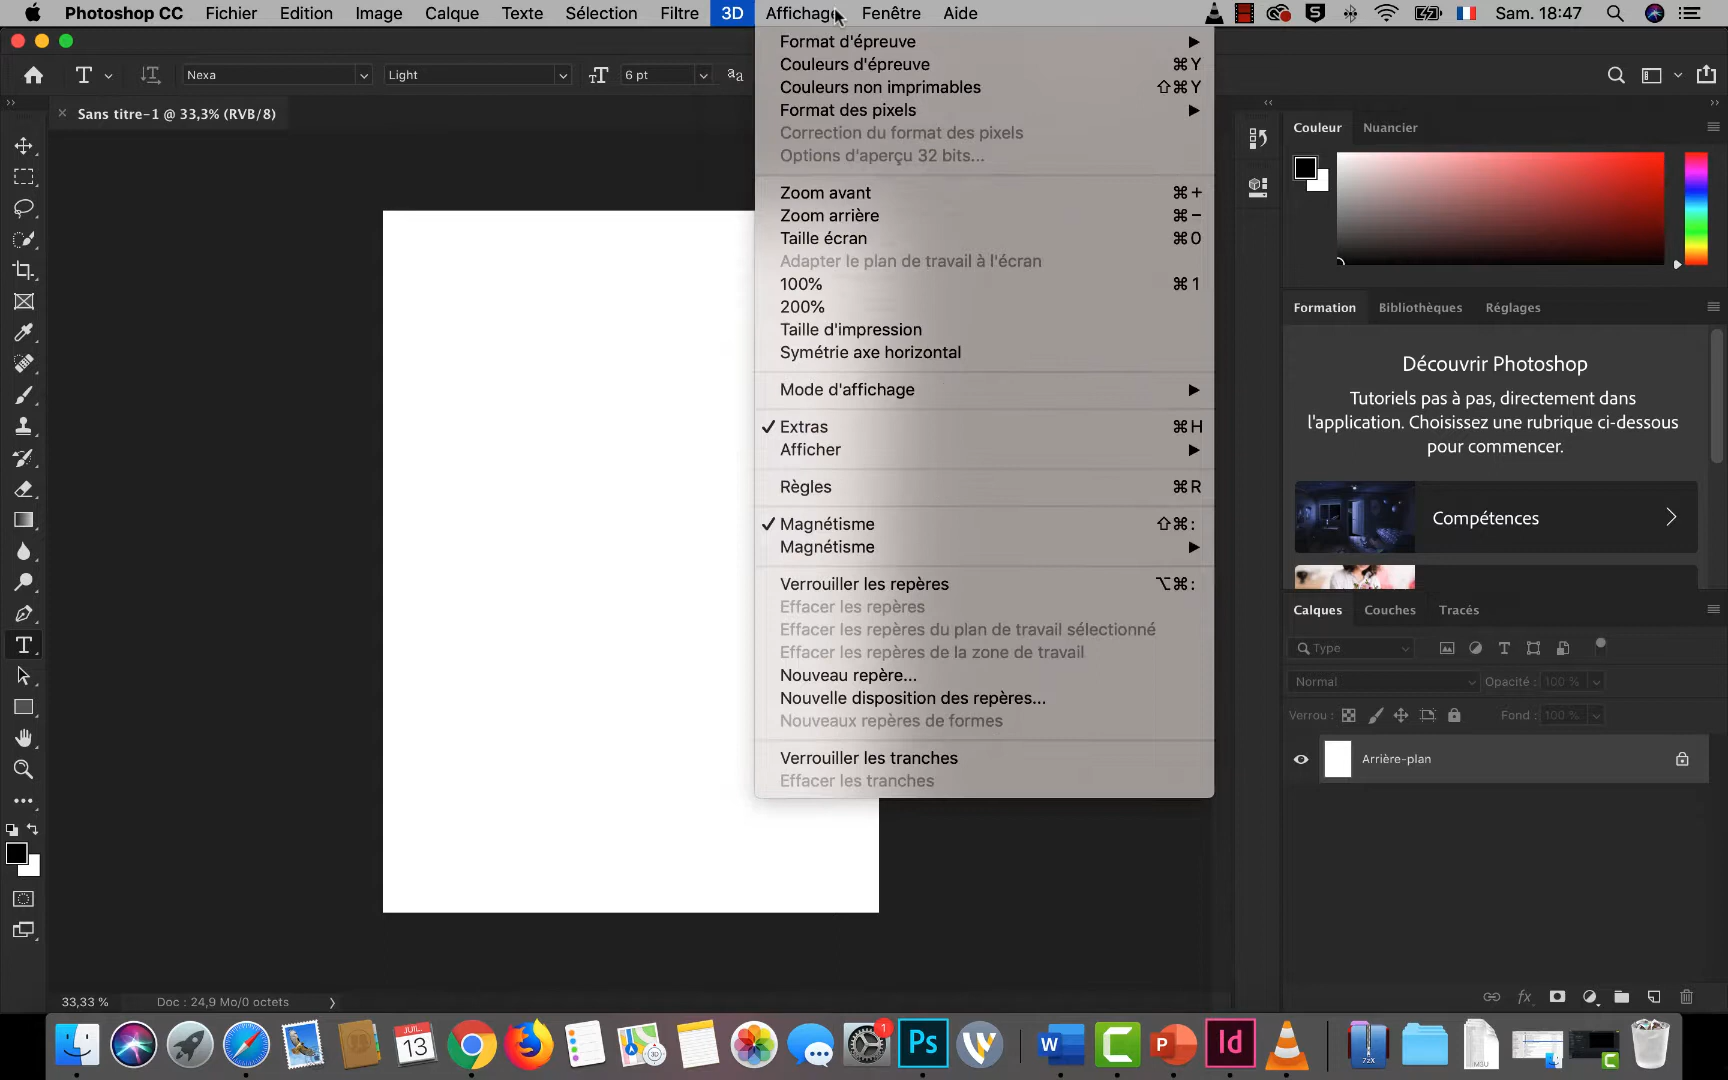 Photoshop CC Fichier Edition Image Calque Texte Sélection Filtre 3D Affichage Fenêtre Aide Sam. 18:47
Nexa Light 6 pt aa
Sans titre-1 @ 33,3% (RVB/8)
Format d'épreuve
Couleurs d'épreuve ⌘Y
Couleurs non imprimables ⇧⌘Y
Format des pixels
Correction du format des pixels
Options d'aperçu 32 bits...
Zoom avant ⌘+
Zoom arrière ⌘−
Taille écran ⌘0
Adapter le plan de travail à l'écran
100% ⌘1
200%
Taille d'impression
Symétrie axe horizontal
Mode d'affichage
✓ Extras ⌘H
Afficher
Règles ⌘R
✓ Magnétisme ⇧⌘:
Magnétisme
Verrouiller les repères ⌥⌘:
Effacer les repères
Effacer les repères du plan de travail sélectionné
Effacer les repères de la zone de travail
Nouveau repère...
Nouvelle disposition des repères...
Nouveaux repères de formes
Verrouiller les tranches
Effacer les tranches
Couleur Nuancier
Formation Bibliothèques Réglages
Découvrir Photoshop
Tutoriels pas à pas, directement dans
l'application. Choisissez une rubrique ci-dessous
pour commencer.
Compétences
Calques Couches Tracés
Type
Normal Opacité : 100 %
Verrou : Fond : 100 %
Arrière-plan
fx
33,33 % Doc : 24,9 Mo/0 octets
JUIL.
13
3D
1
Ps
W
P
Id
7zX
M3U